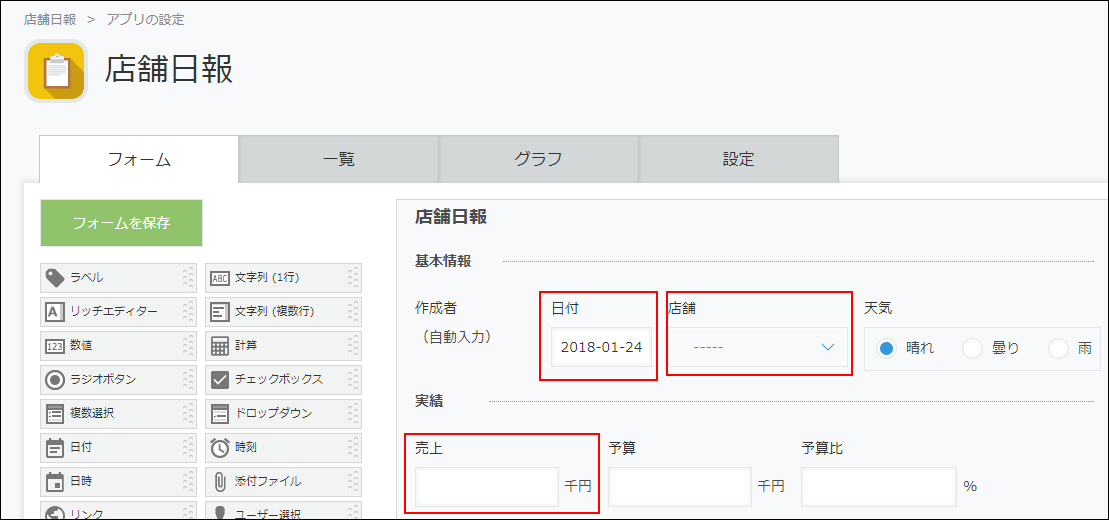 店舗日報 > アプリの設定
店舗日報
フォーム 一覧 グラフ 設定
フォームを保存
店舗日報
基本情報
ラベル
ABC 文字列 (1行)
A リッチエディター
文字列 (複数行)
123 数値
計算
ラジオボタン
チェックボックス
複数選択
ドロップダウン
日付
時刻
日時
添付ファイル
リンク
ユーザー選択
作成者
(自動入力)
日付
2018-01-24
店舗
-----
天気
晴れ 曇り 雨
実績
売上
千円
予算
千円
予算比
%